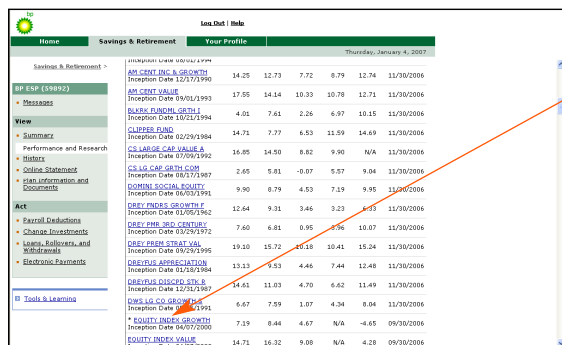 bp
Log Out | Help
Home Savings & Retirement Your Profile
Thursday, January 4, 2007
Savings & Retirement >
BP ESP (59892)
Messages
View
Summary
Performance and Research
History
Online Statement
Plan Information and
Documents
Act
Payroll Deductions
Change Investments
Loans, Rollovers, and
Withdrawals
Electronic Payments
Tools & Learning
Inception Date 08/01/1994
AM CENT INC & GROWTH 14.25 12.73 7.72 8.79 12.74 11/30/2006
Inception Date 12/17/1990
AM CENT VALUE 17.55 14.14 10.33 10.78 12.71 11/30/2006
Inception Date 09/01/1993
BLKRK FUNDML GRTH I 4.01 7.61 2.26 6.97 10.15 11/30/2006
Inception Date 10/21/1994
CLIPPER FUND 14.71 7.77 6.53 11.59 14.69 11/30/2006
Inception Date 02/29/1984
CS LARGE CAP VALUE A 16.85 14.50 8.82 9.90 N/A 11/30/2006
Inception Date 07/09/1992
CS LG CAP GRTH COM 2.65 5.81 -0.07 5.57 9.04 11/30/2006
Inception Date 08/17/1987
DOMINI SOCIAL EQUITY 9.90 8.79 4.53 7.19 9.95 11/30/2006
Inception Date 06/03/1991
DREY FNDRS GROWTH F 12.64 9.31 3.46 3.23 6.33 11/30/2006
Inception Date 01/05/1962
DREY PMR 3RD CENTURY 7.60 6.81 0.95 3.96 10.07 11/30/2006
Inception Date 03/29/1972
DREY PREM STRAT VAL 19.10 15.72 10.18 10.41 15.24 11/30/2006
Inception Date 09/29/1995
DREYFUS APPRECIATION 13.13 9.53 4.46 7.44 12.48 11/30/2006
Inception Date 01/18/1984
DREYFUS DISCPD STK R 14.61 11.03 4.70 6.62 11.49 11/30/2006
Inception Date 12/31/1987
DWS LG CO GROWTH S 6.67 7.59 1.07 4.34 8.04 11/30/2006
Inception Date 1991
* EQUITY INDEX GROWTH 7.19 8.44 4.67 N/A -4.65 09/30/2006
Inception Date 04/07/2000
EQUITY INDEX VALUE 14.71 16.32 9.08 N/A 4.28 09/30/2006